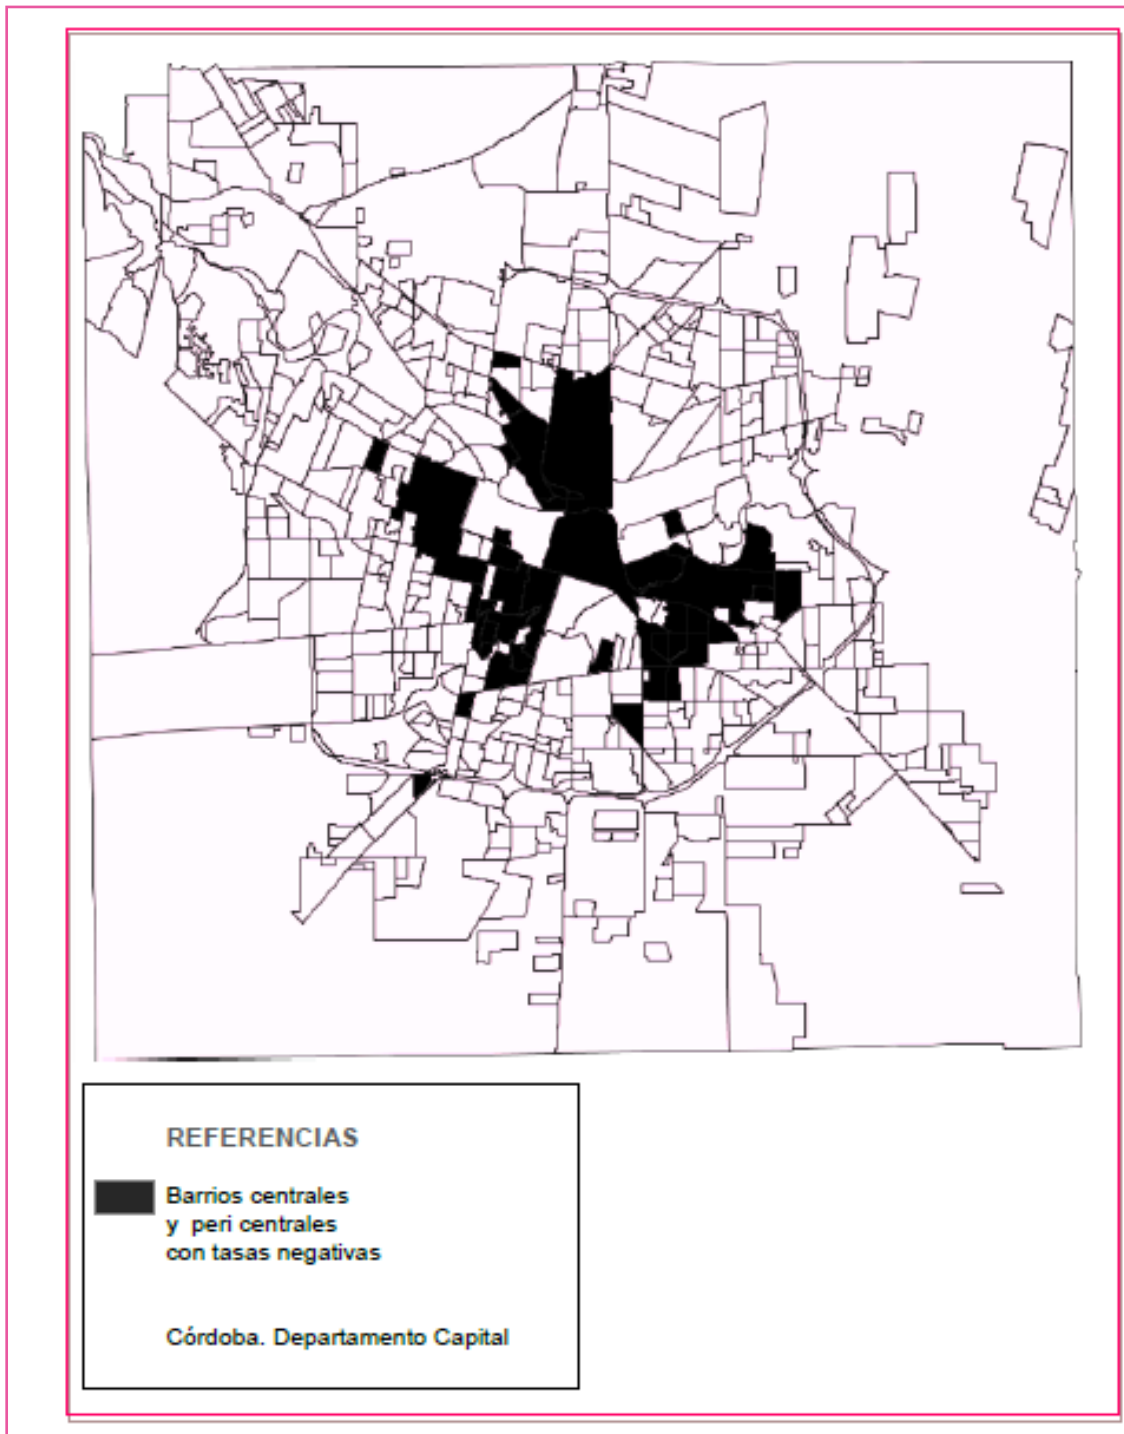 REFERENCIAS
Barrios centrales
y peri centrales
con tasas negativas
Córdoba. Departamento Capital